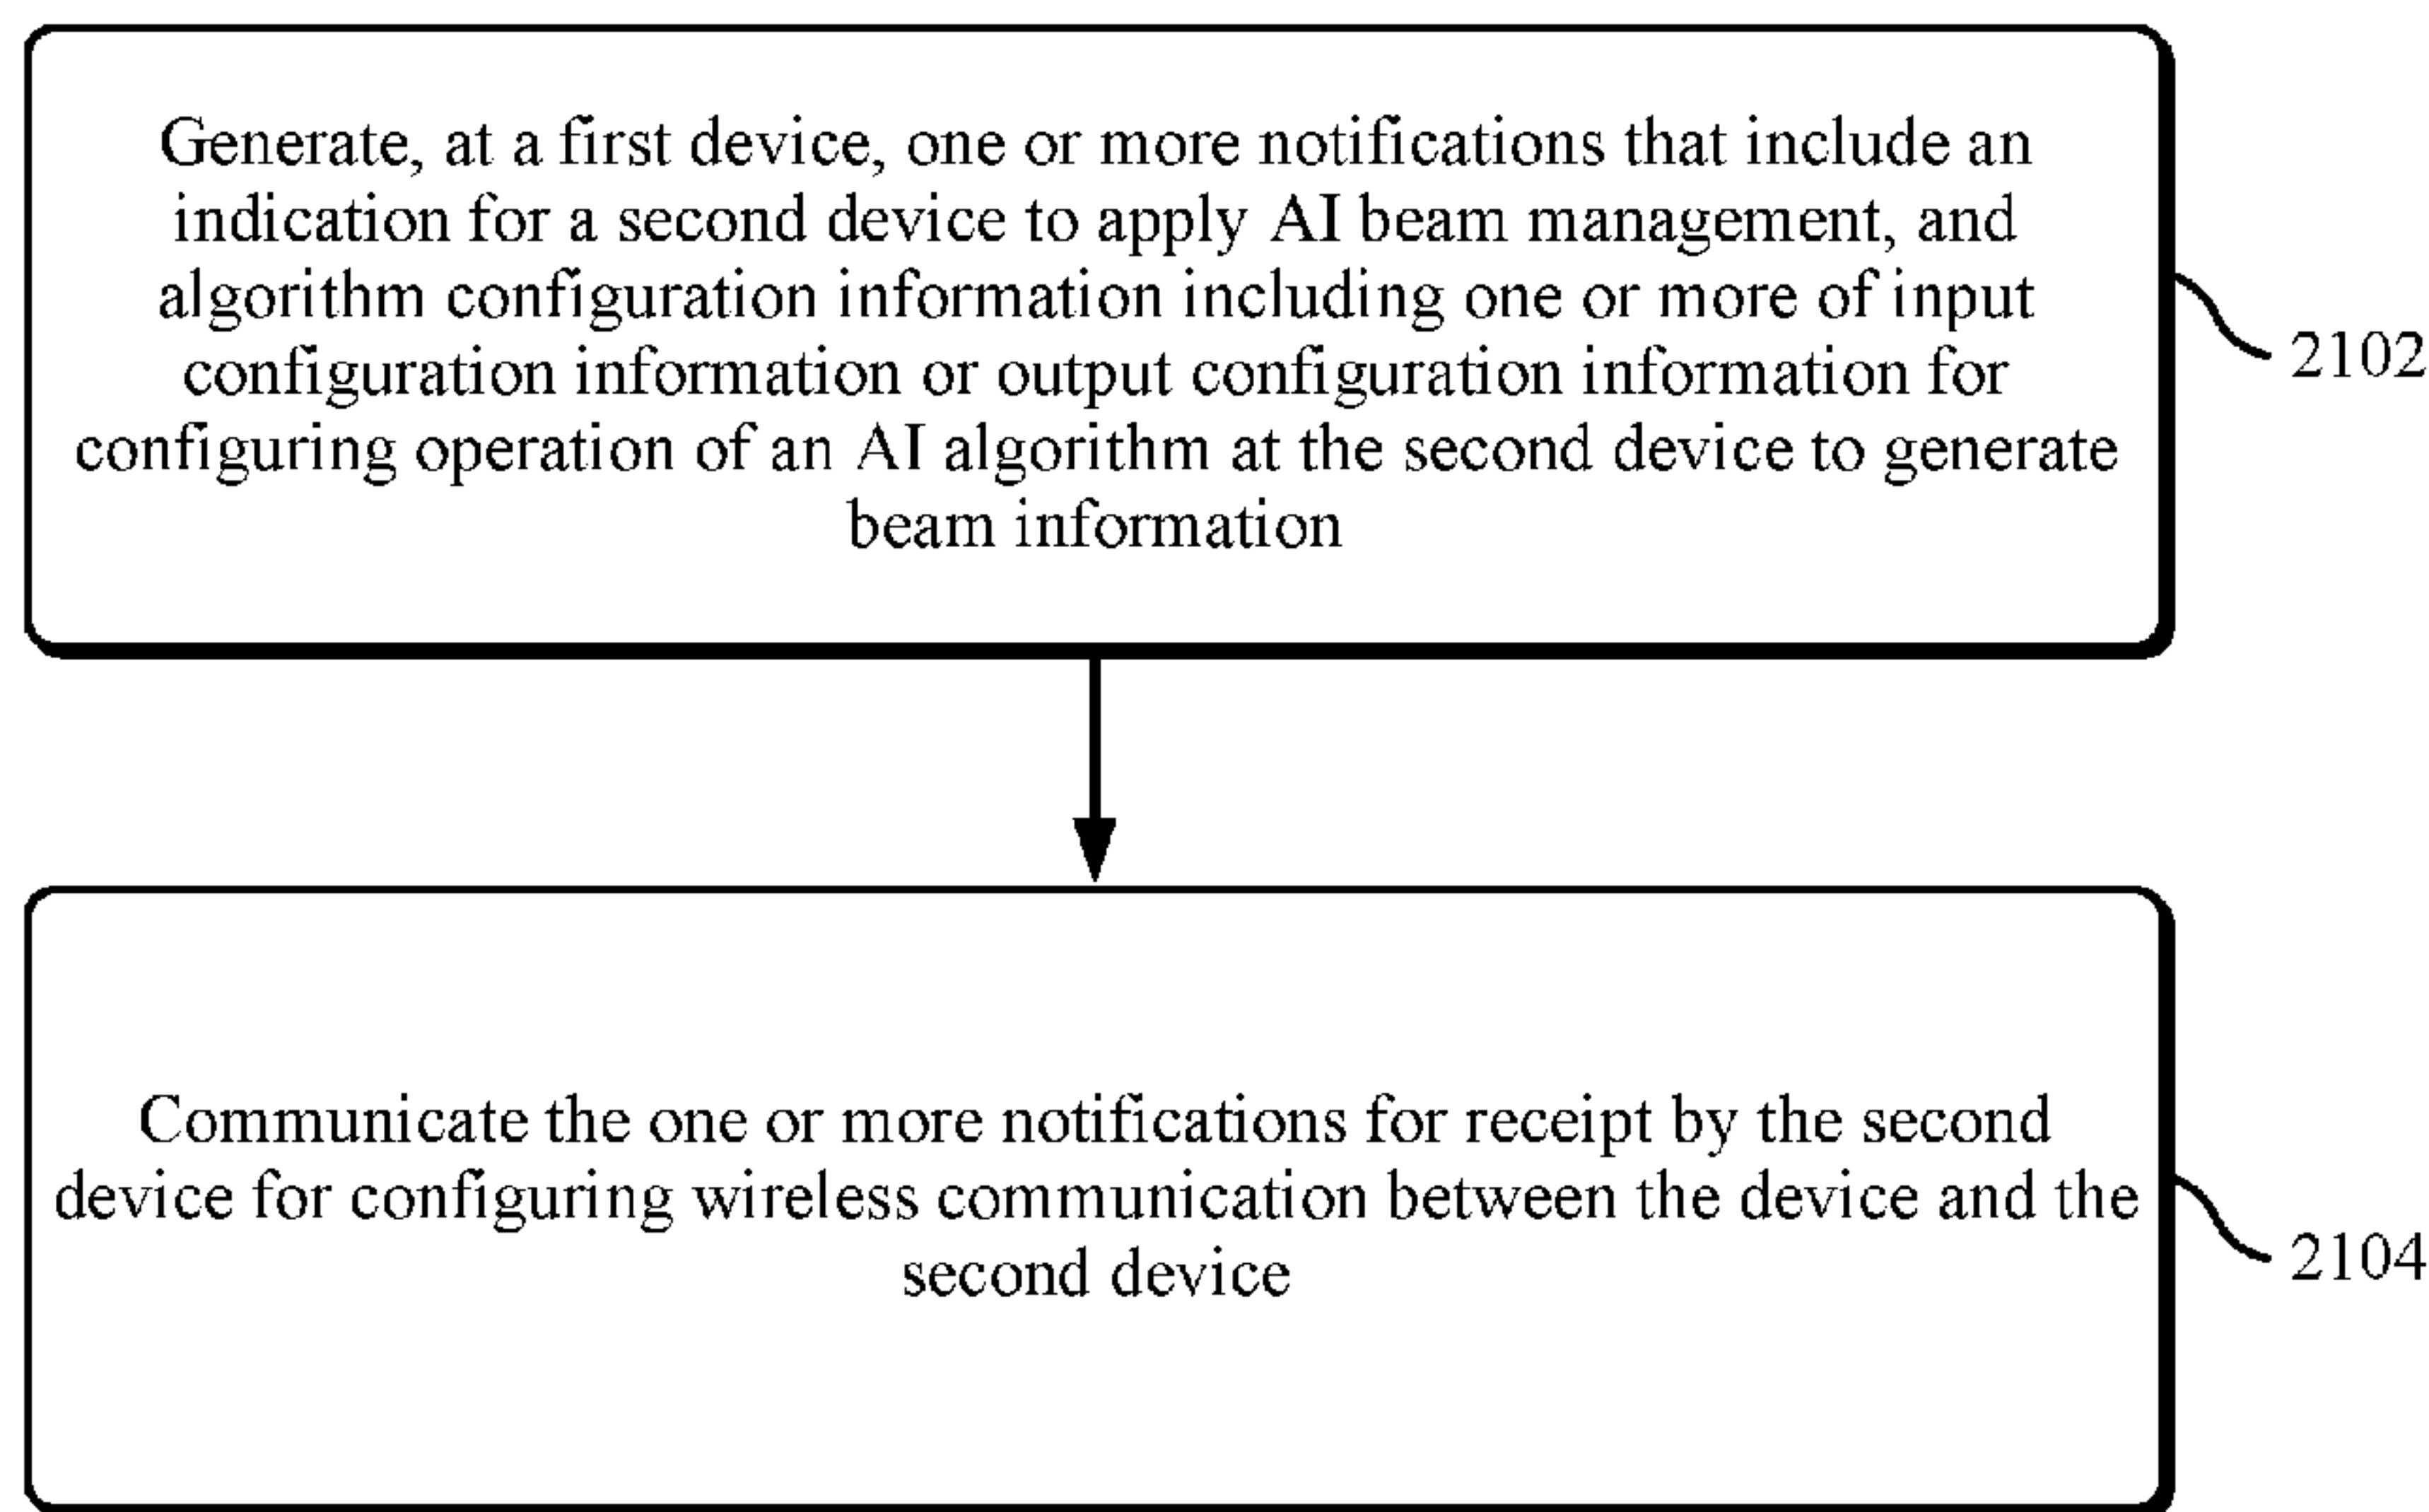 Generate, at a first device, one or more notifications that include an
indication for a second device to apply AI beam management, and
algorithm configuration information including one or more of input
configuration information or output configuration information for
configuring operation of an AI algorithm at the second device to generate
beam information
2102
Communicate the one or more notifications for receipt by the second
device for configuring wireless communication between the device and the
second device
2104